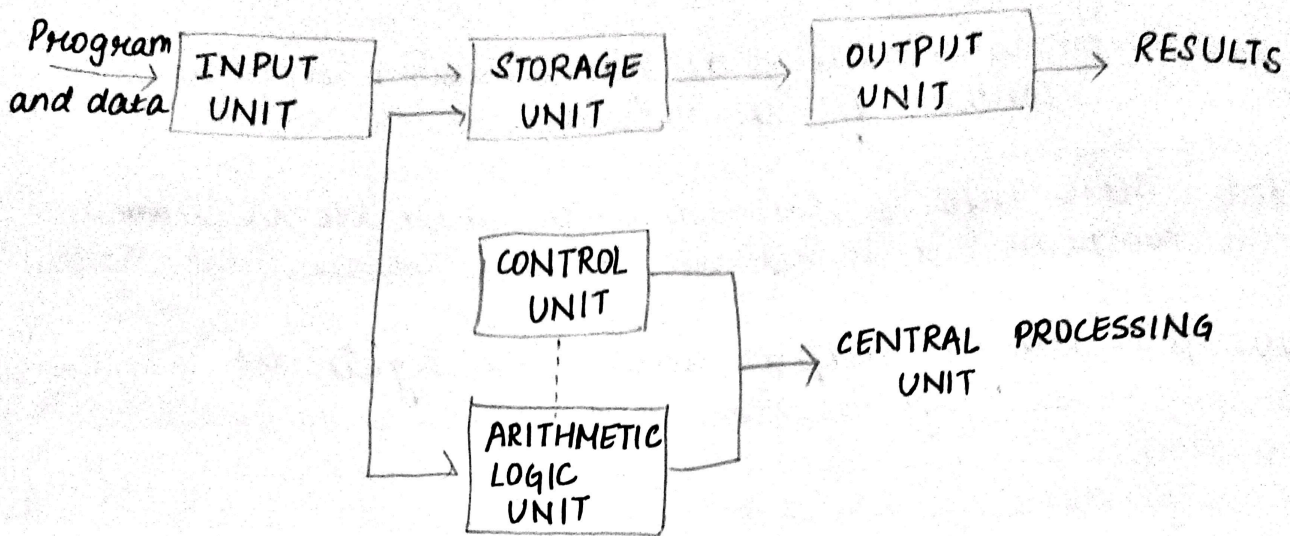 Program
and data
INPUT
UNIT
STORAGE
UNIT
OUTPUT
UNIT
RESULTS
CONTROL
UNIT
CENTRAL PROCESSING
UNIT
ARITHMETIC
LOGIC
UNIT